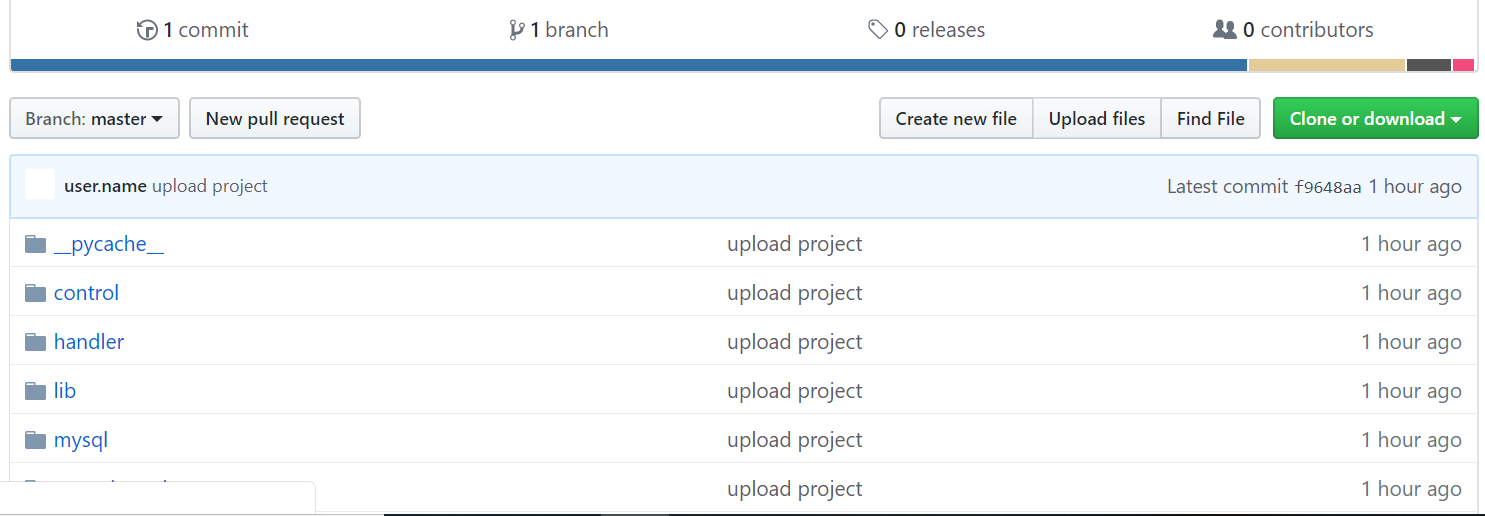 1 commit 1 branch 0 releases 0 contributors
Branch: master New pull request Create new file Upload files Find File Clone or download
user.name upload project Latest commit f9648aa 1 hour ago
__pycache__ upload project 1 hour ago
control upload project 1 hour ago
handler upload project 1 hour ago
lib upload project 1 hour ago
mysql upload project 1 hour ago
upload project 1 hour ago